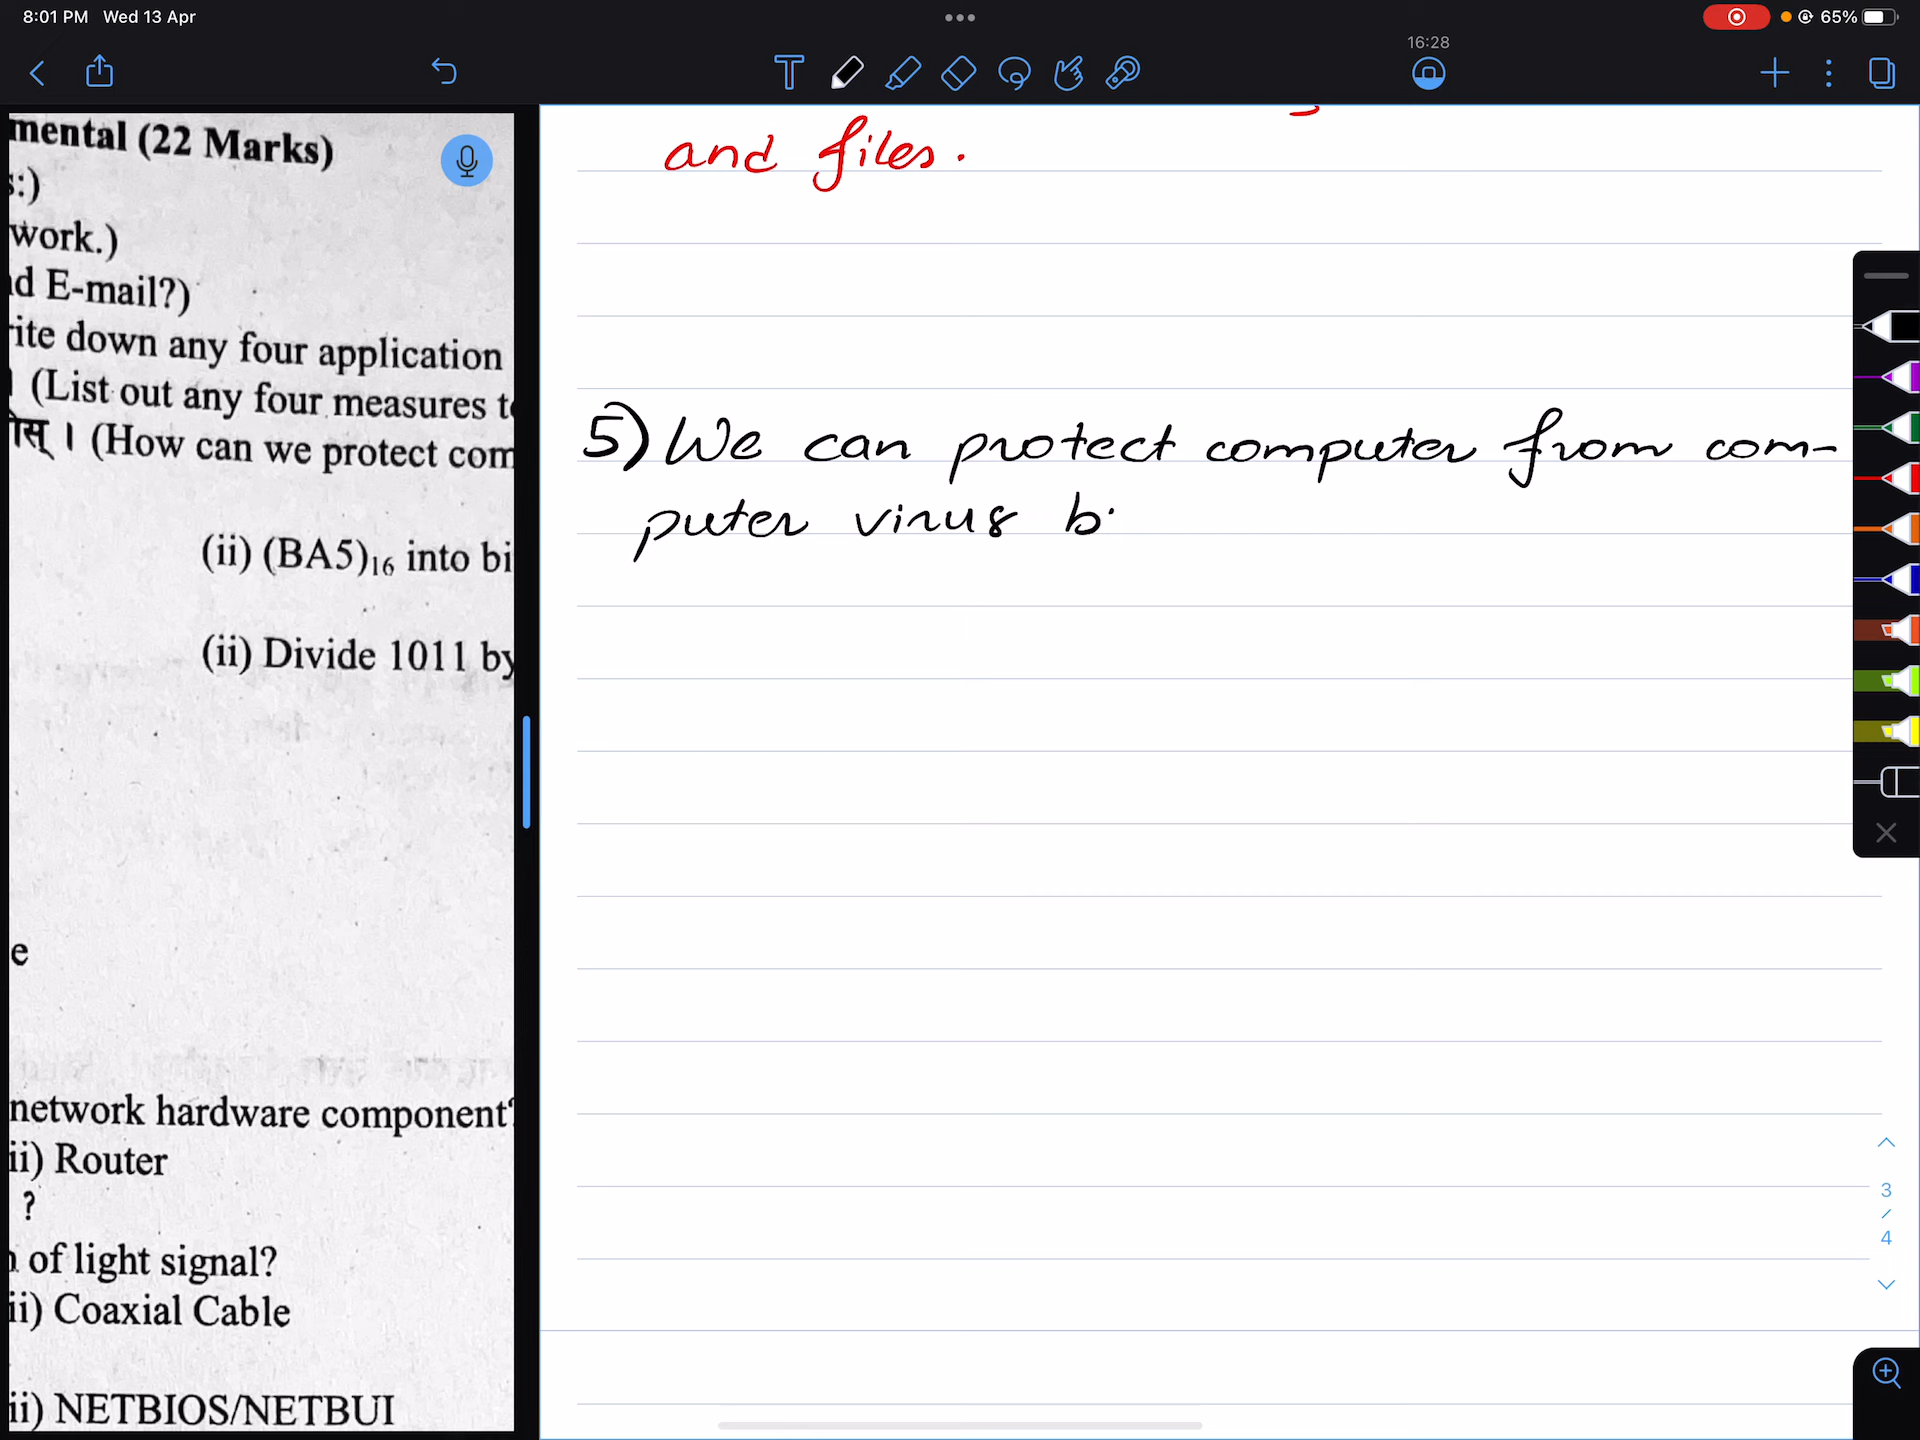 8:01 PM Wed 13 Apr
65%
16:28
mental (22 Marks)
s:)
work.)
d E-mail?)
rite down any four application
। (List out any four measures t
ोस् । (How can we protect com
(ii) (BA5)₁₆ into bi
(ii) Divide 1011 by
e
network hardware component?
ii) Router
?
n of light signal?
ii) Coaxial Cable
ii) NETBIOS/NETBUI
and files.
5) We can protect computer from com-
puter virus b
3
/
4